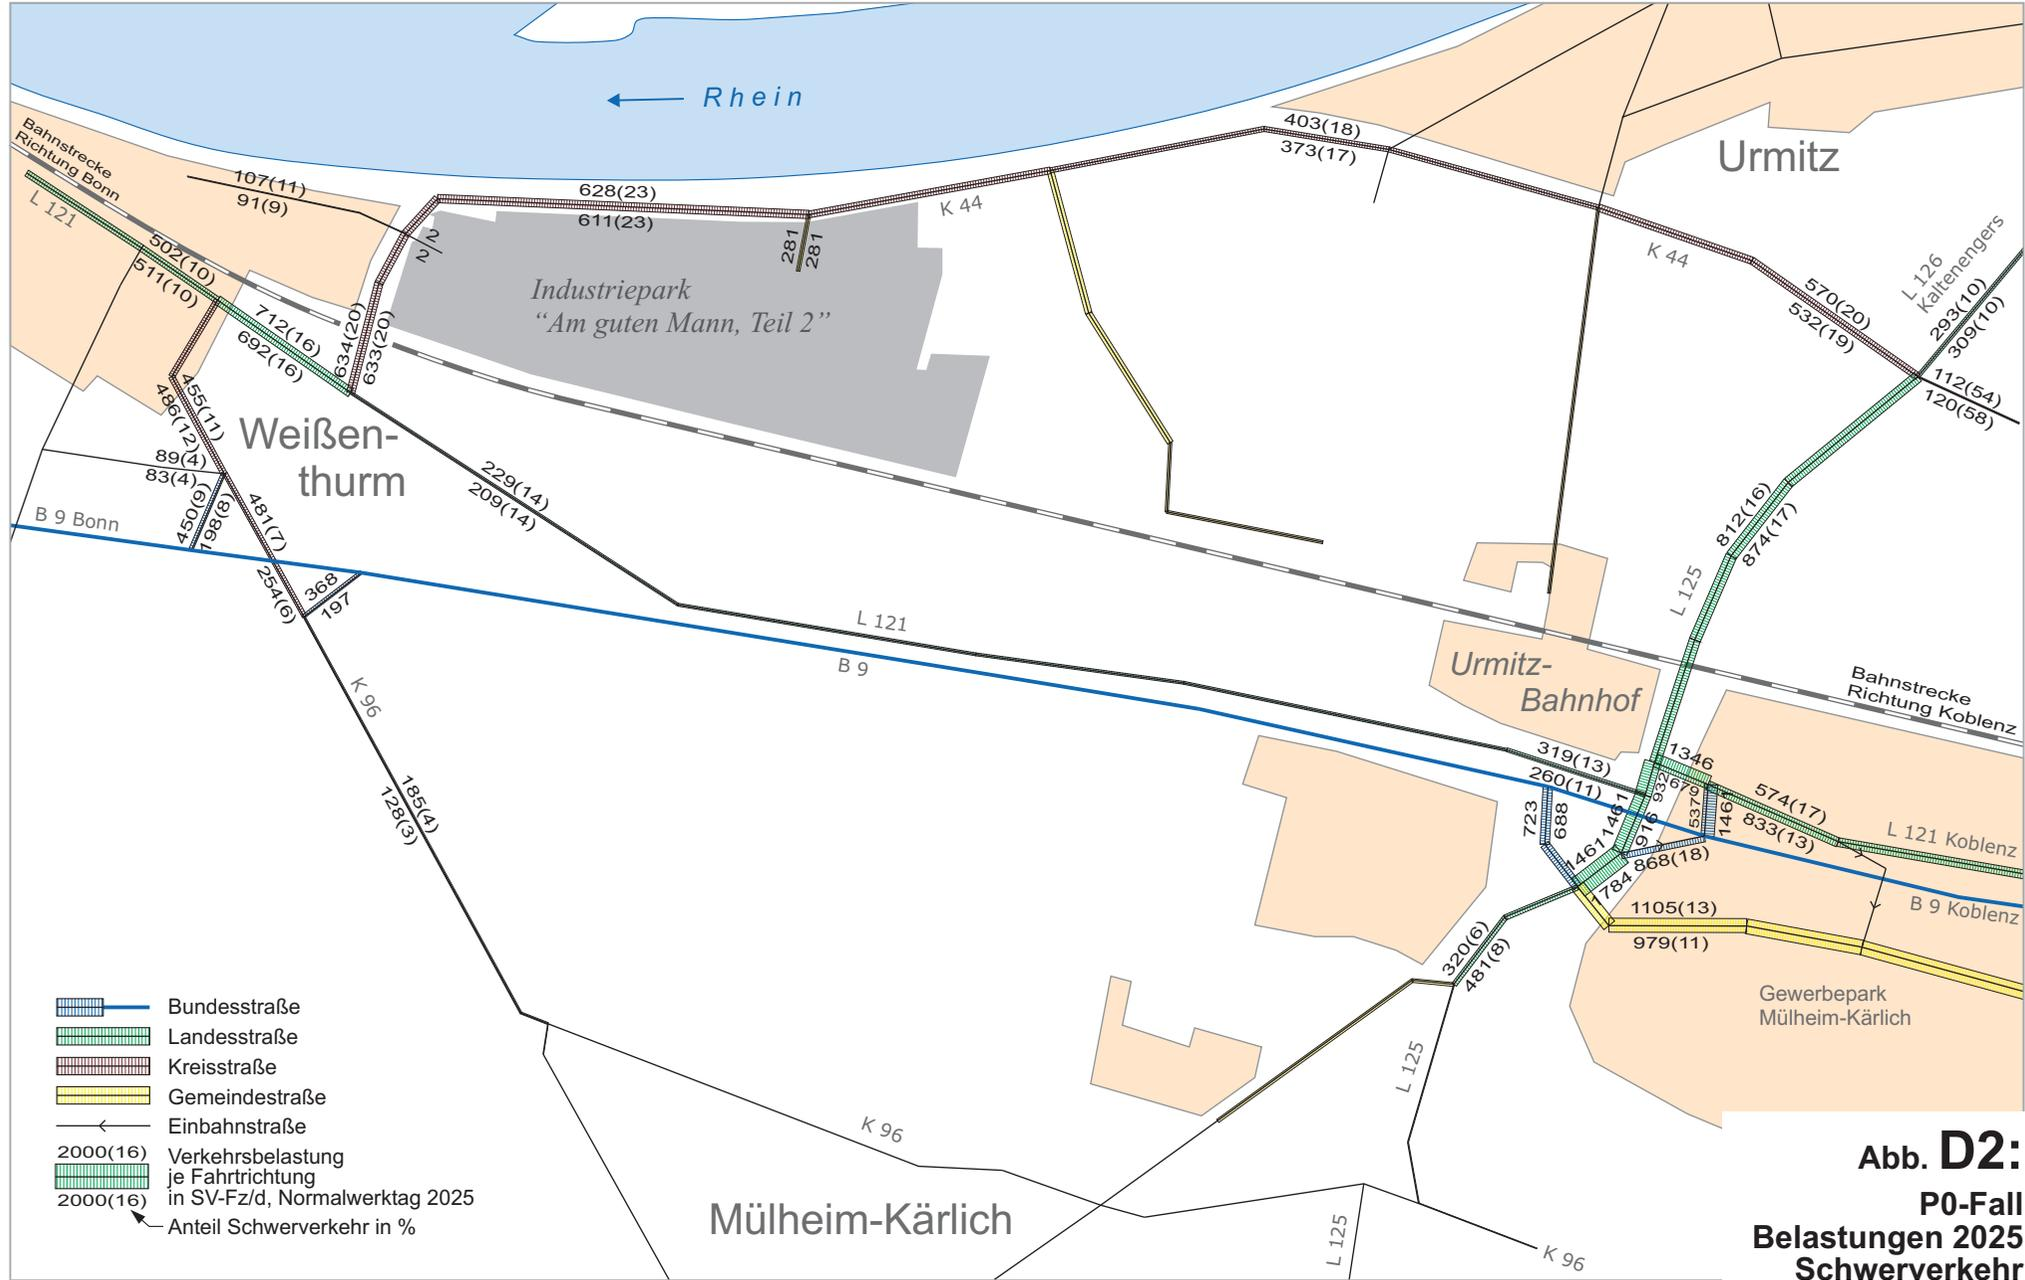 Rhein
Bahnstrecke
Richtung Bonn
L 121
107(11)
91(9)
502(10)
511(10)
712(16)
692(16)
2
2
634(20)
633(20)
628(23)
611(23)
281
281
K 44
403(18)
373(17)
Urmitz
K 44
L 126
Kaltenengers
570(20)
532(19)
293(10)
309(10)
112(54)
120(58)
Industriepark
“Am guten Mann, Teil 2”
455(11)
486(12)
Weißen-
thurm
89(4)
83(4)
450(9)
198(8)
481(7)
B 9 Bonn
254(6)
368
197
229(14)
209(14)
812(16)
874(17)
L 125
L 121
B 9
K 96
Urmitz-
Bahnhof
Bahnstrecke
Richtung Koblenz
185(4)
128(3)
319(13)
260(11)
1346
679
932
574(17)
833(13)
723
688
1461
916
537
146
1461
1784
868(18)
L 121 Koblenz
B 9 Koblenz
1105(13)
979(11)
320(6)
481(8)
Gewerbepark
Mülheim-Kärlich
L 125
K 96
Mülheim-Kärlich
L 125
K 96
Bundesstraße
Landesstraße
Kreisstraße
Gemeindestraße
Einbahnstraße
2000(16) Verkehrsbelastung
je Fahrtrichtung
2000(16) in SV-Fz/d, Normalwerktag 2025
Anteil Schwerverkehr in %
Abb. D2:
P0-Fall
Belastungen 2025
Schwerverkehr